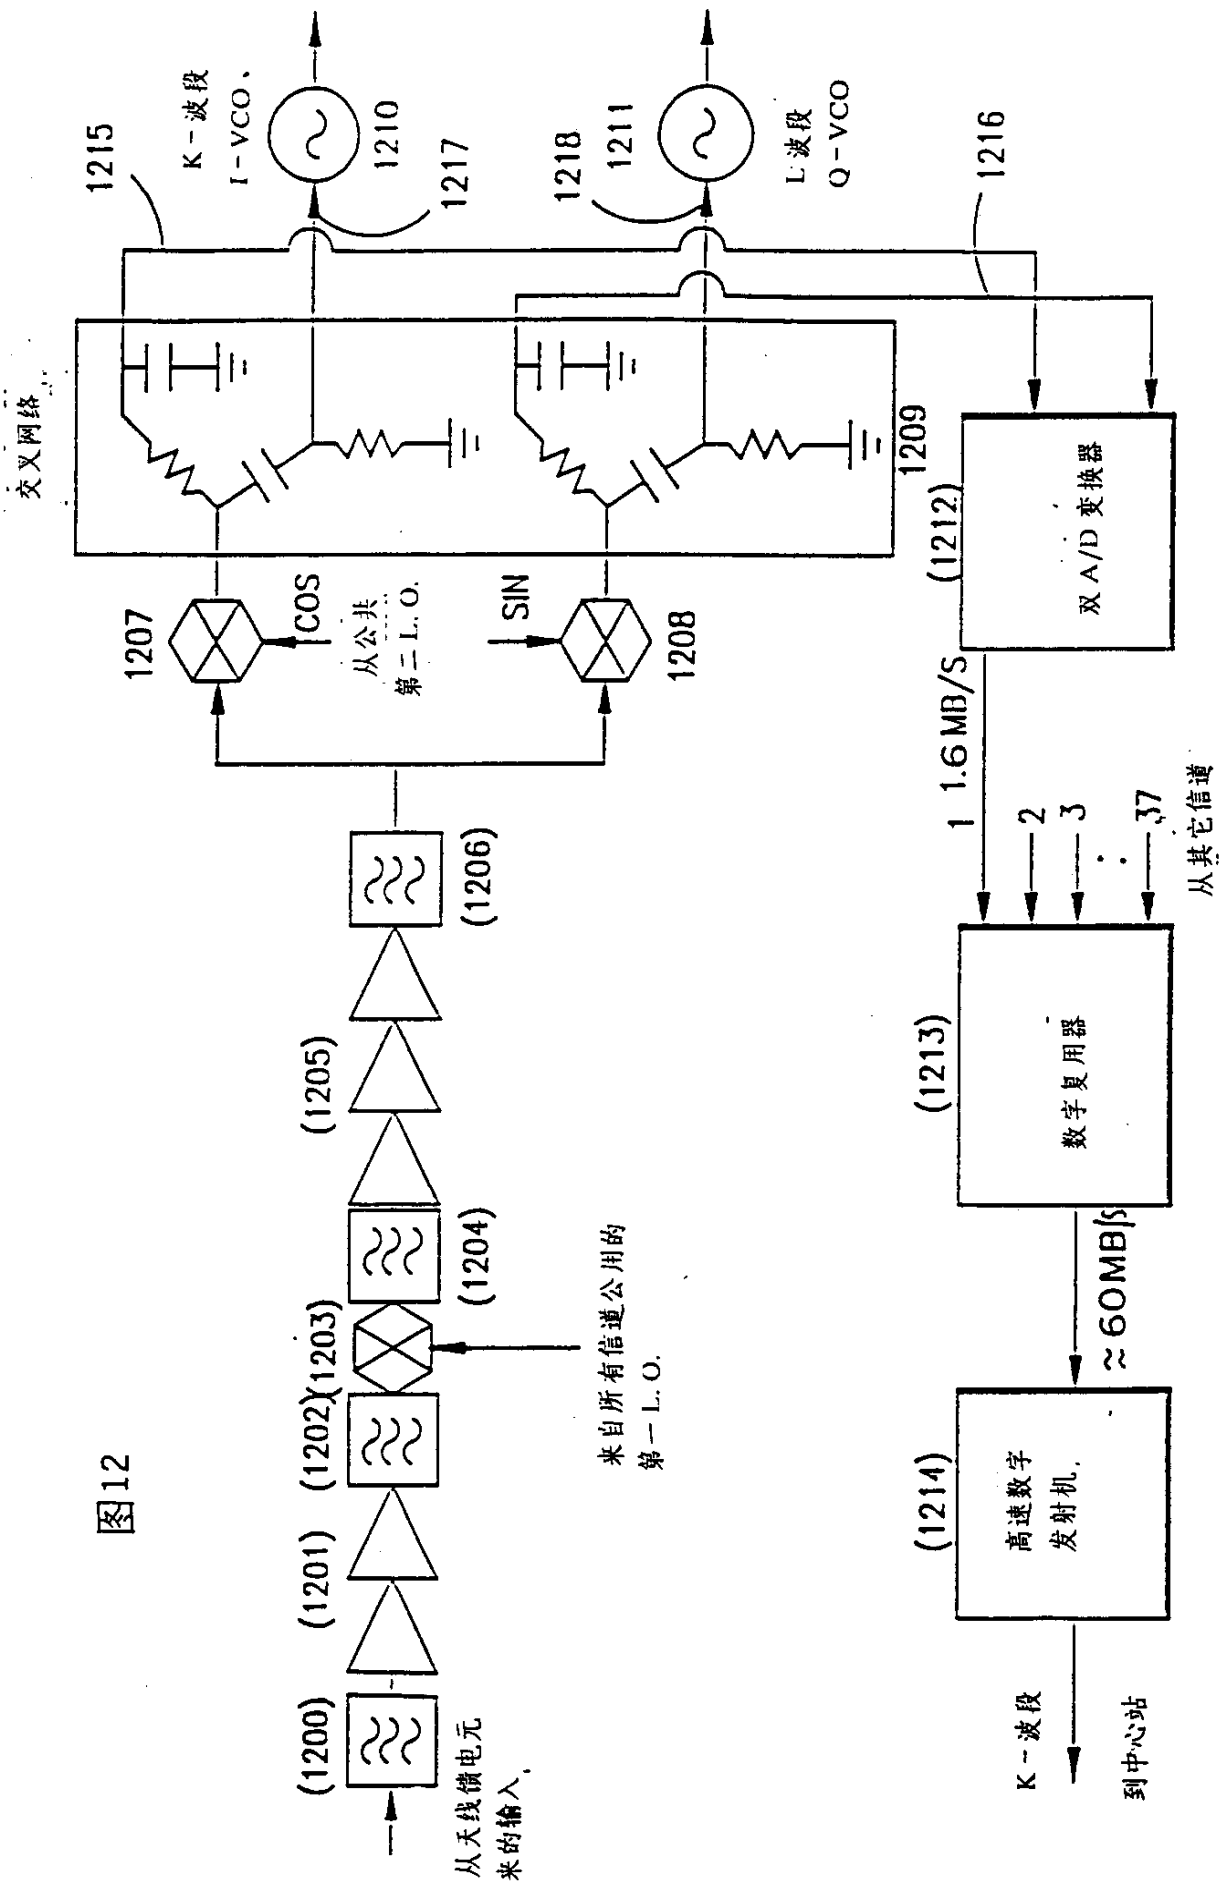 图12
从天线馈电元
来的输入
(1200)
(1201)
(1202)
(1203)
来自所有信道公用的
第一L.O.
(1204)
(1205)
(1206)
1207
COS
从公共
第二L.O.
SIN
1208
交叉网络
1209
1215
K-波段
I-VCO、
1210
1217
1218
1211
L波段
Q-VCO
1216
(1212)
双A/D变换器
1 1.6MB/S
2
3
37
从其它信道
(1213)
数字复用器
≈60MB/S
(1214)
高速数字
发射机
K-波段
到中心站